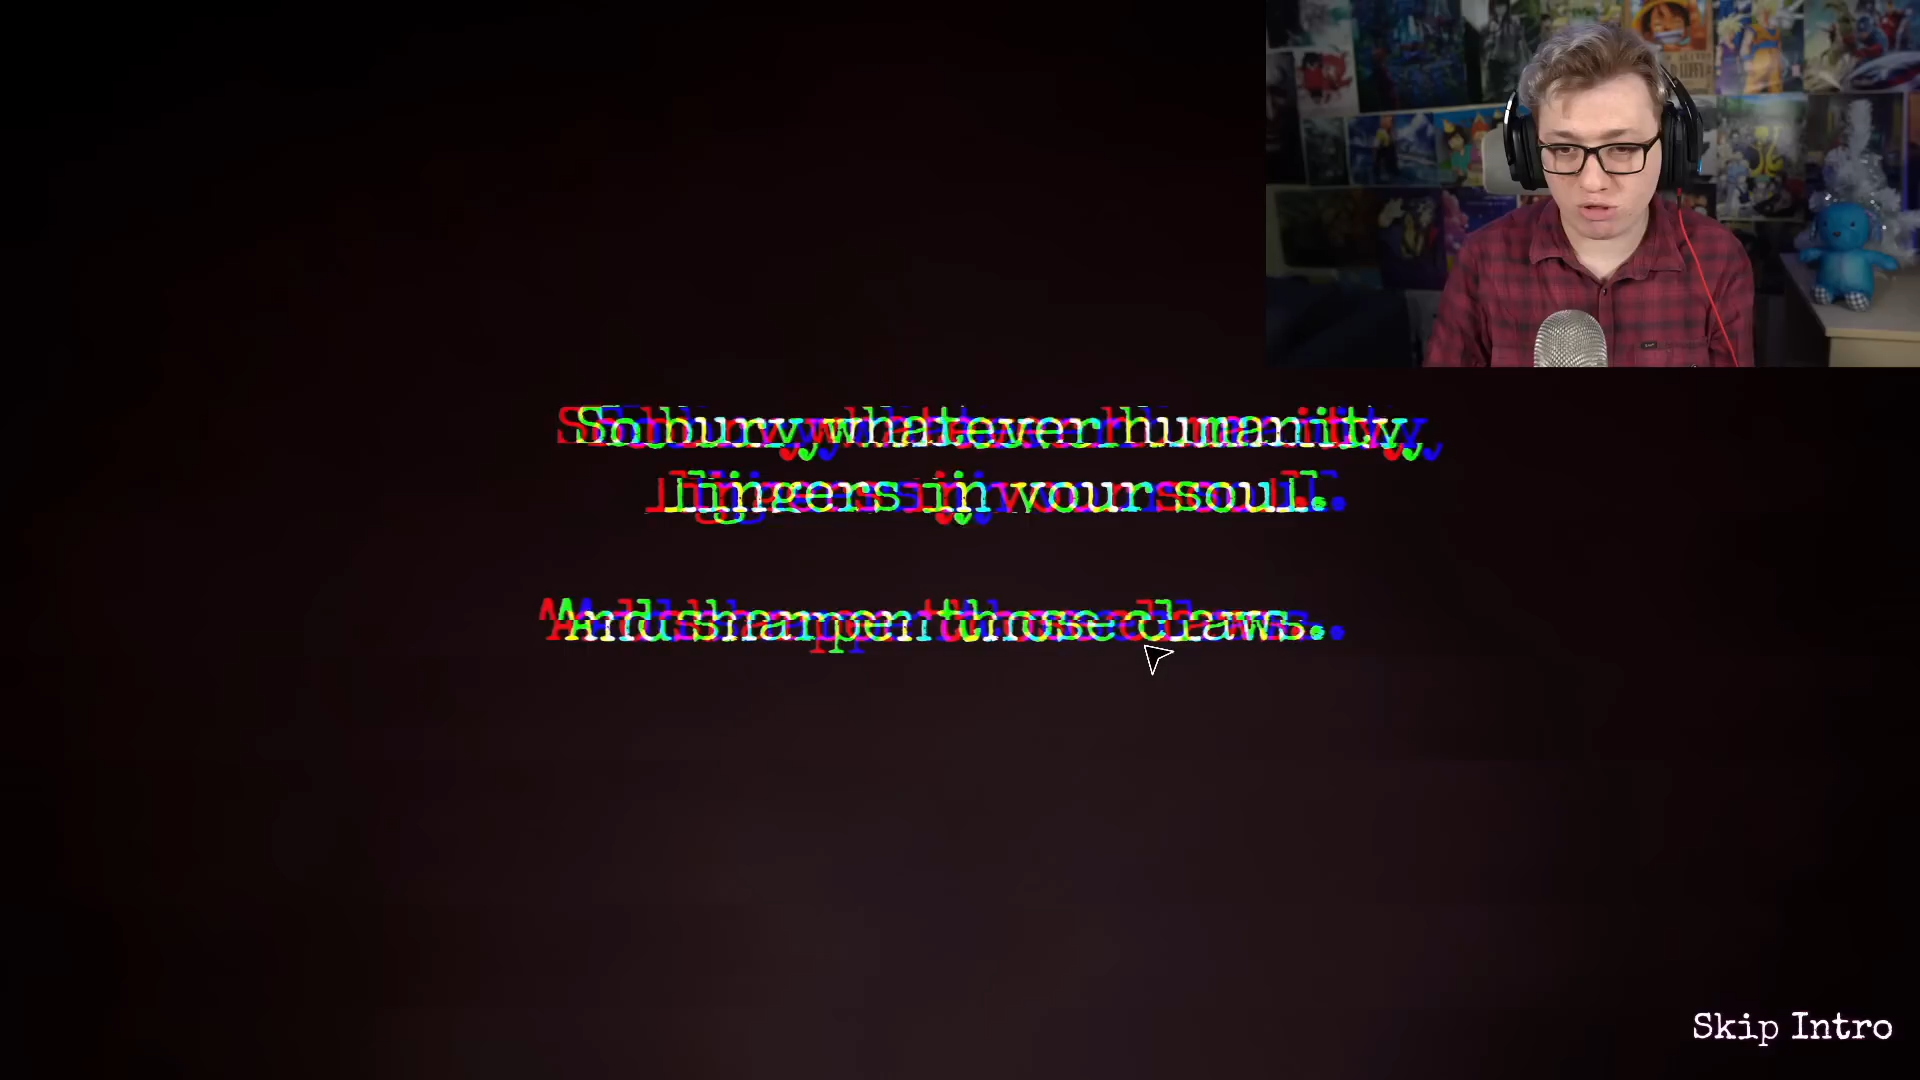 So bury whatever humanity
lingers in your soul.
And sharpen those claws.
Skip Intro